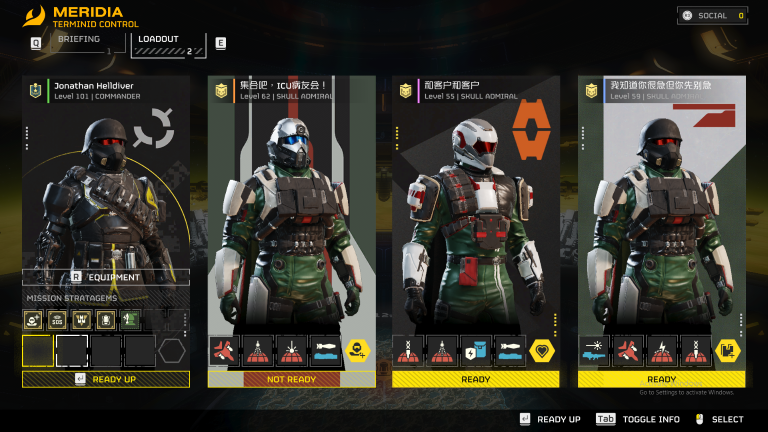 MERIDIA
TERMINID CONTROL
SOCIAL 0
Q BRIEFING 1 LOADOUT 2 E
Jonathan Helldiver
Level 101 | COMMANDER
集合吧，ICU病友会！
Level 62 | SKULL ADMIRAL
和客户和客户
Level 55 | SKULL ADMIRAL
我知道你很急但你先别急
Level 59 | SKULL ADMIRAL
R EQUIPMENT
MISSION STRATAGEMS
SOS
READY UP
NOT READY
READY
READY
Go to Settings to activate Windows.
READY UP Tab TOGGLE INFO SELECT